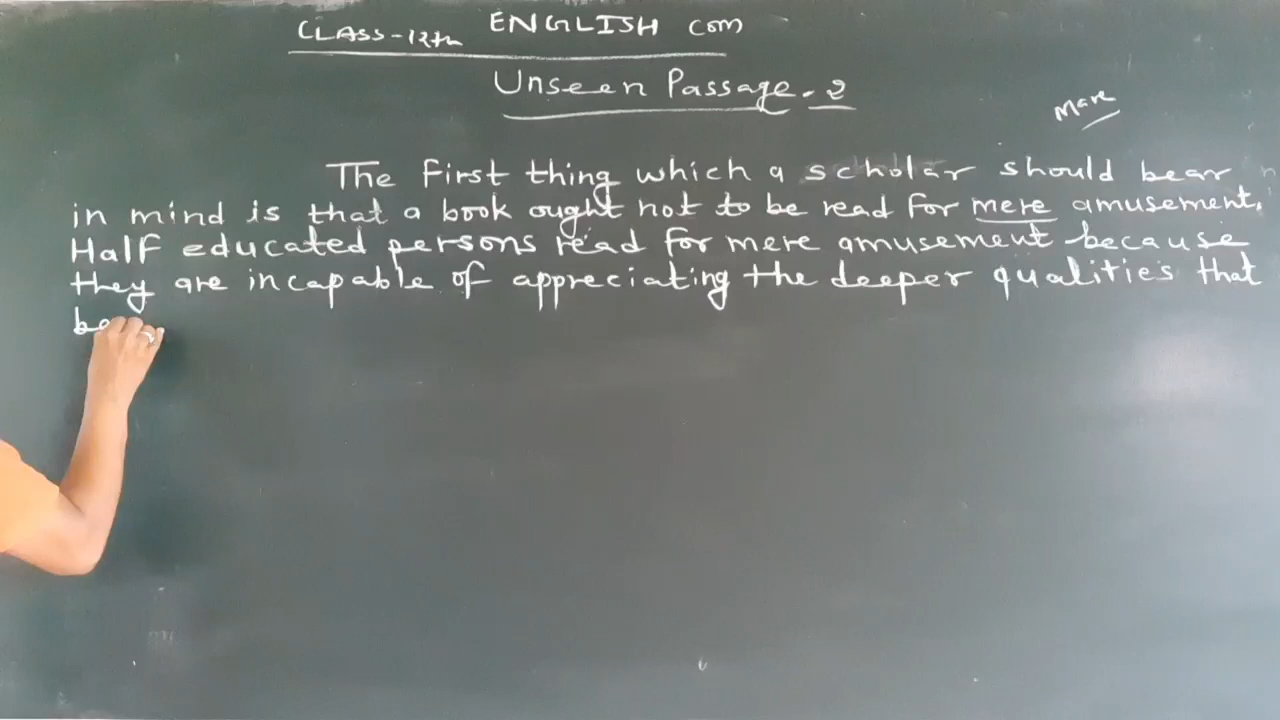 CLASS-12th ENGLISH com
Unseen Passage. 2
Mare
The first thing which a scholar should bear
in mind is that a book ought not to be read for mere amusement.
Half educated persons read for mere amusement because
they are incapable of appreciating the deeper qualities that
be